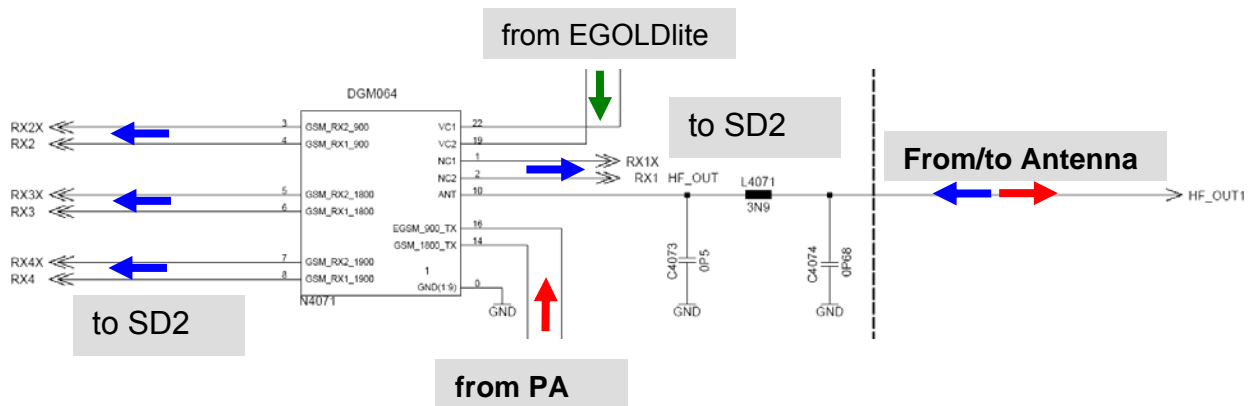 from EGOLDlite
DGM064
RX2X
3
GSM_RX2_900
RX2
4
GSM_RX1_900
RX3X
5
GSM_RX2_1800
RX3
6
GSM_RX1_1800
RX4X
7
GSM_RX2_1900
RX4
8
GSM_RX1_1900
N4071
VC1
22
VC2
19
NC1
1
RX1X
NC2
2
RX1
HF_OUT
ANT
10
EGSM_900_TX
16
GSM_1800_TX
14
1
GND(1:9)
0
GND
to SD2
L4071
3N9
C4073
0P5
GND
C4074
0P68
GND
From/to Antenna
HF_OUT1
to SD2
from PA